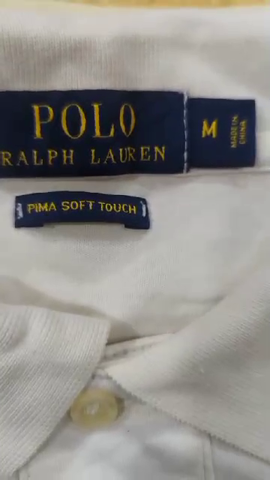 POLO
RALPH LAUREN
M
MADE IN
CHINA
PIMA SOFT TOUCH